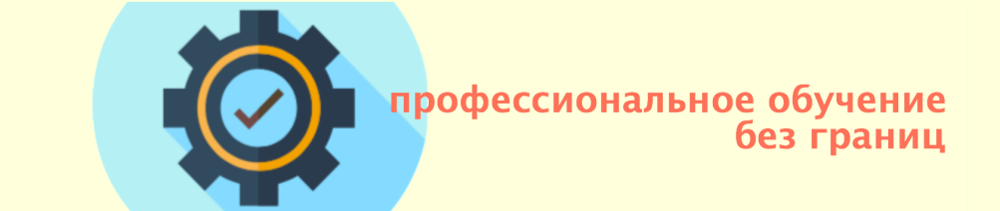 профессиональное обучение
без границ